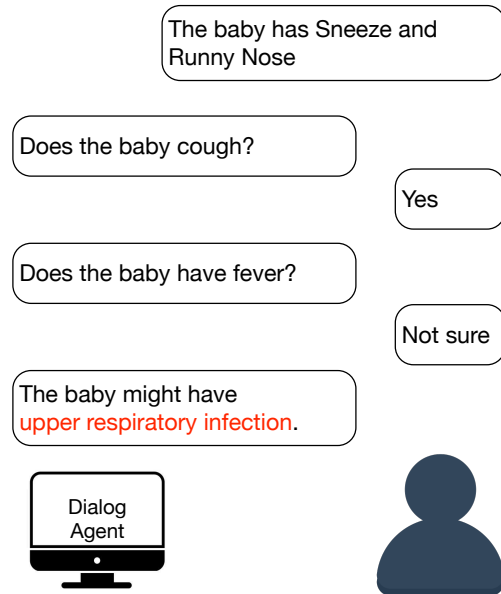 The baby has Sneeze and
Runny Nose
Does the baby cough?
Yes
Does the baby have fever?
Not sure
The baby might have
upper respiratory infection.
Dialog
Agent